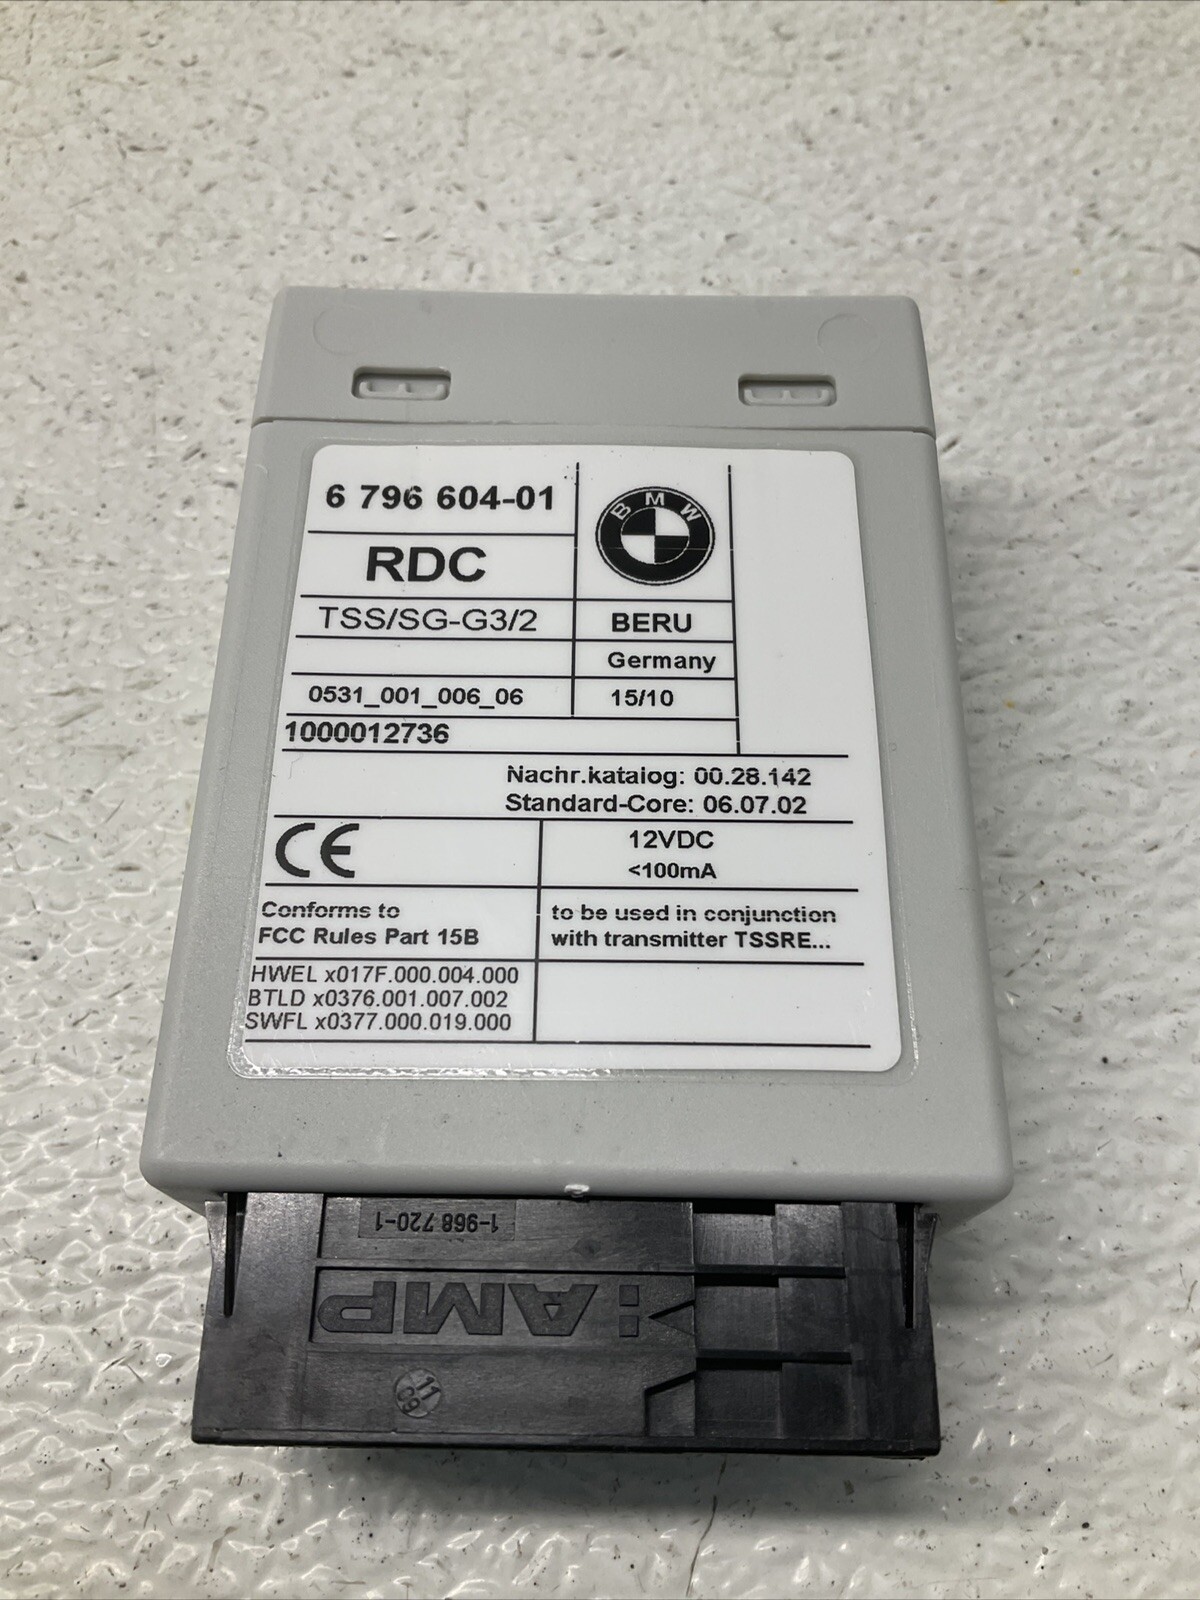 6 796 604-01
BMW
RDC
TSS/SG-G3/2
BERU
Germany
0531_001_006_06
15/10
1000012736
Nachr.katalog: 00.28.142
Standard-Core: 06.07.02
CE
12VDC
<100mA
Conforms to
FCC Rules Part 15B
to be used in conjunction
with transmitter TSSRE...
HWEL x017F.000.004.000
BTLD x0376.001.007.002
SWFL x0377.000.019.000
1-968 720-1
AMP
11